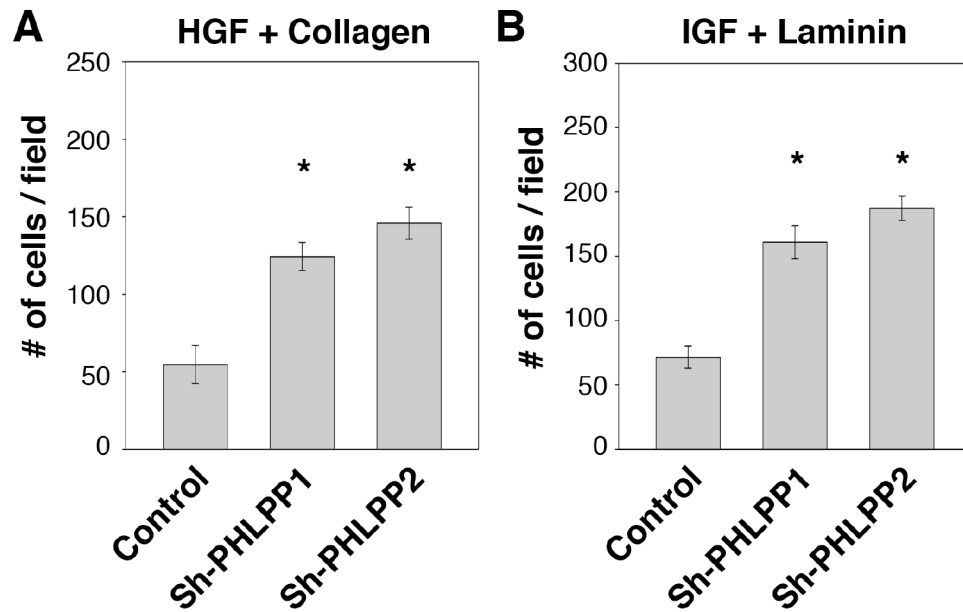 A
HGF + Collagen
# of cells / field
250
200
150
100
50
0
*
*
Control
Sh-PHLPP1
Sh-PHLPP2
B
IGF + Laminin
# of cells / field
300
250
200
150
100
50
0
*
*
Control
Sh-PHLPP1
Sh-PHLPP2